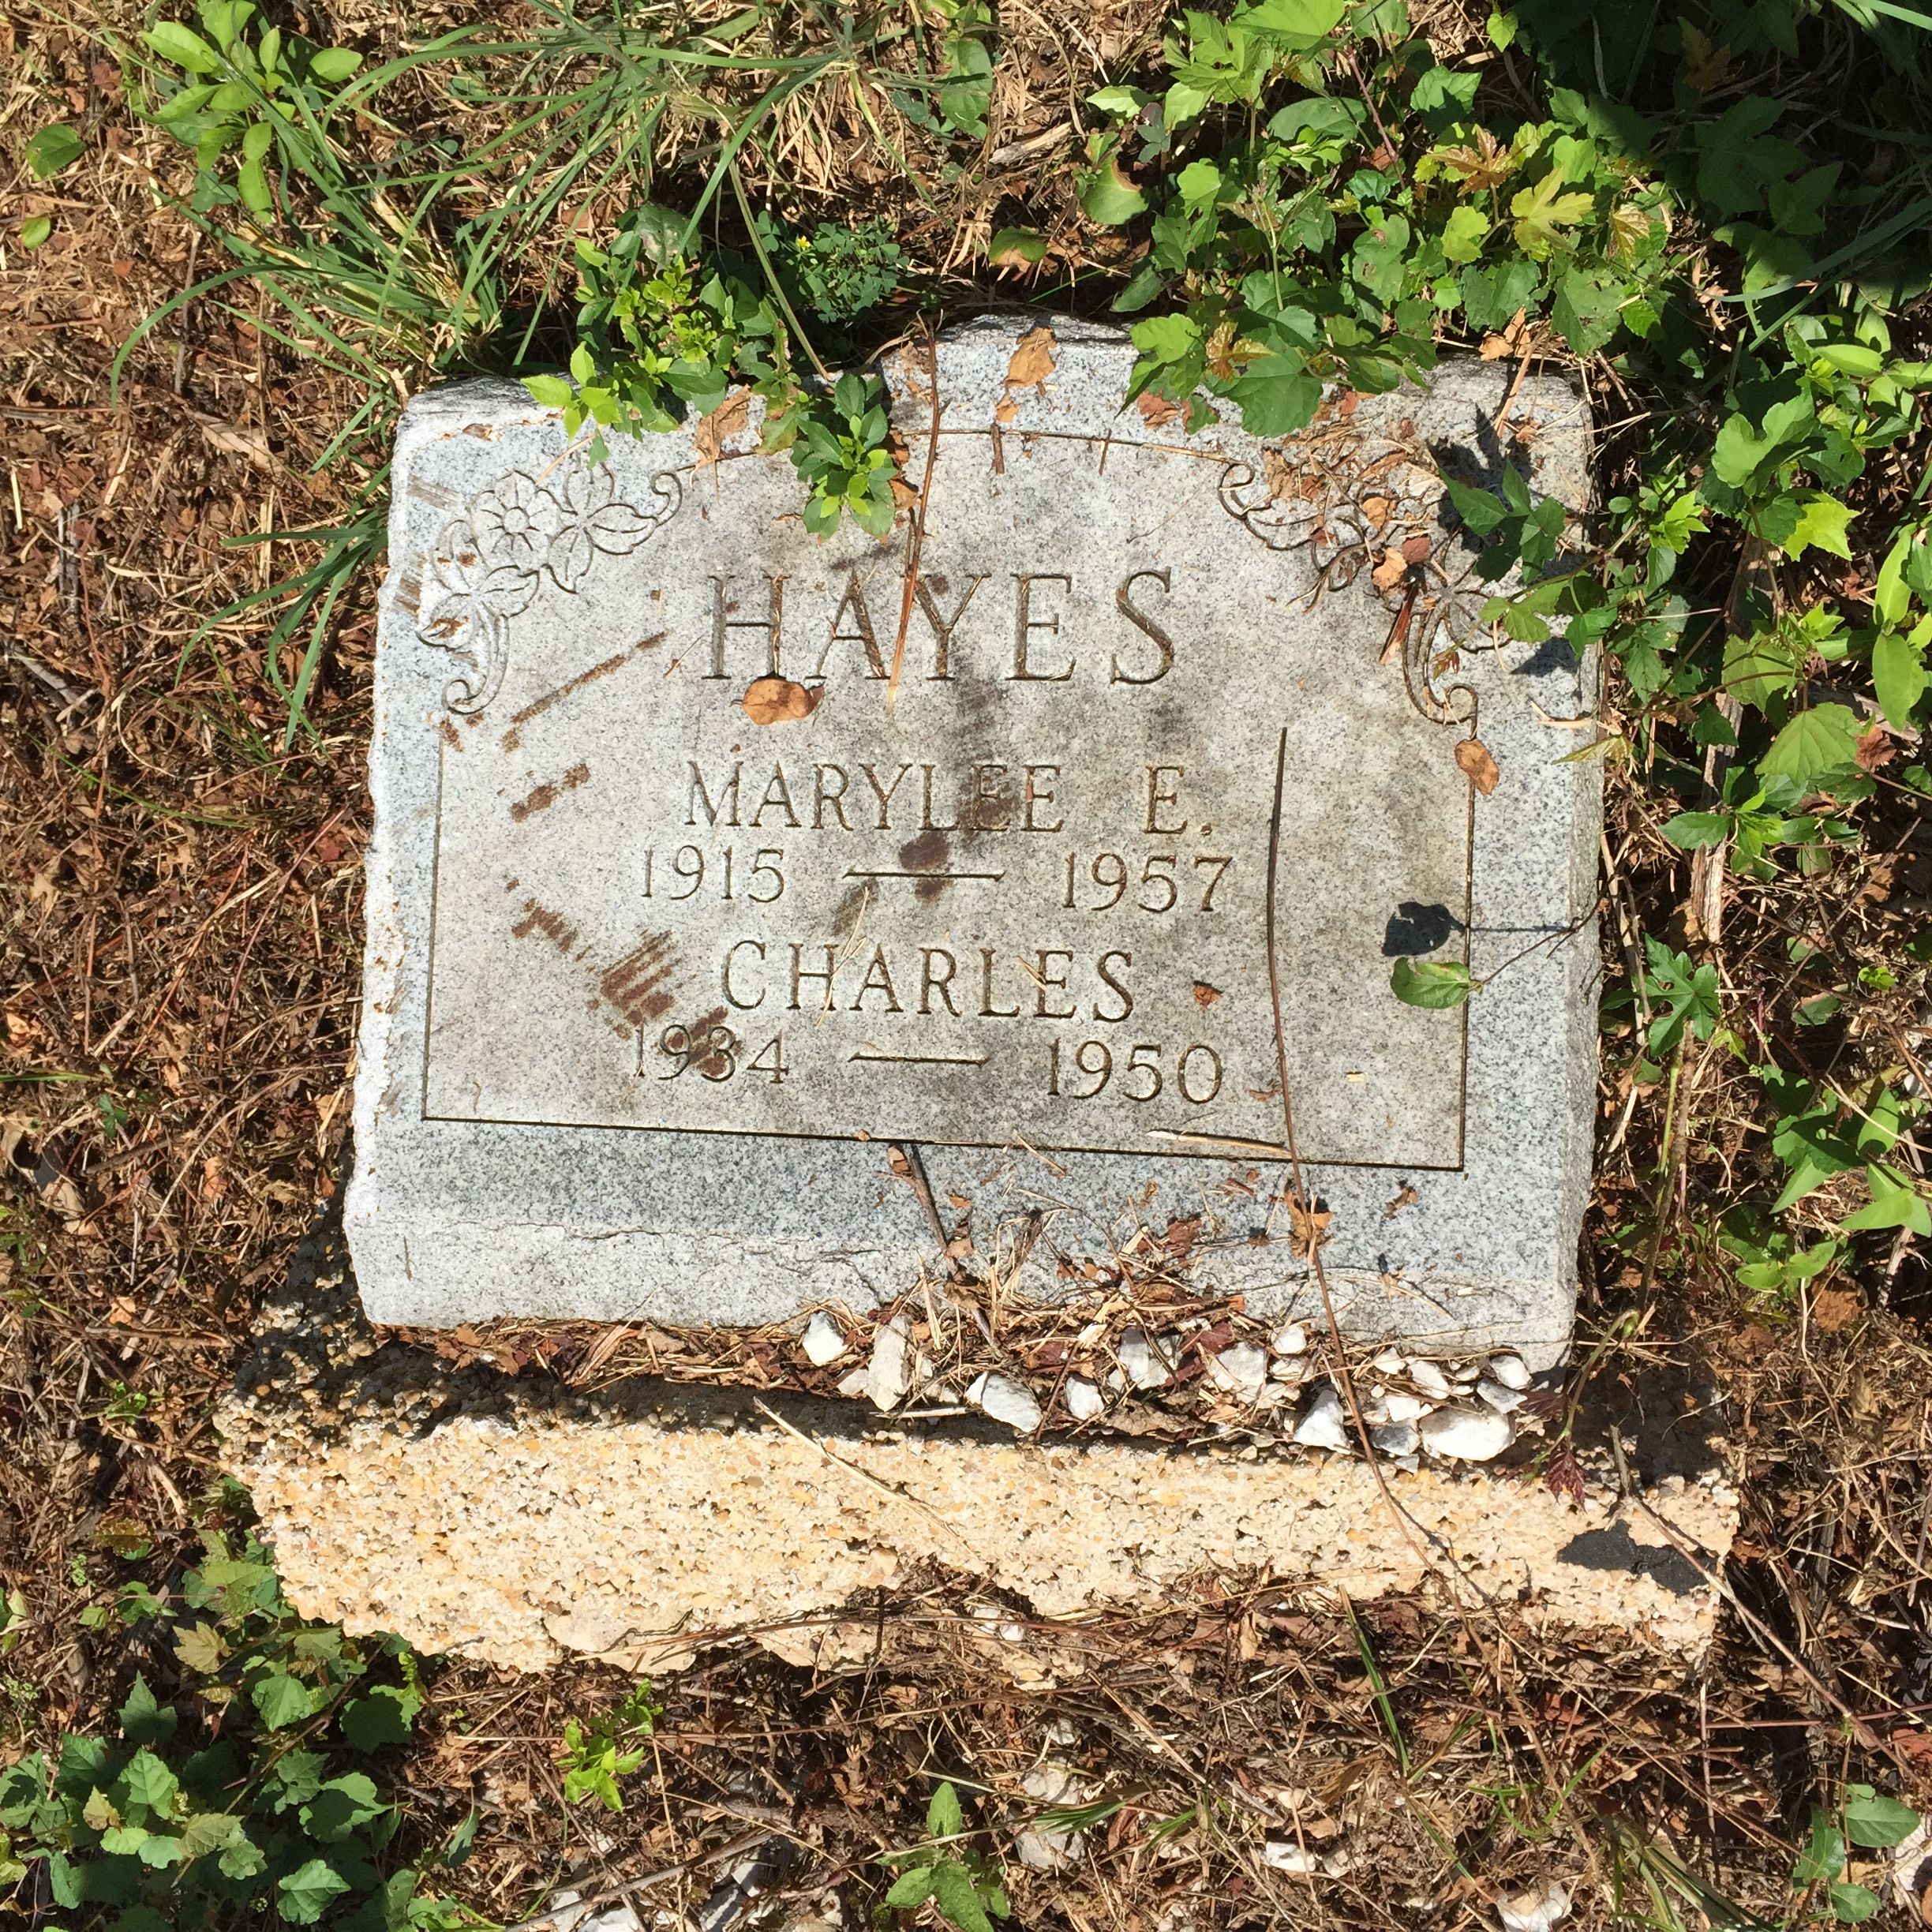 HAYES
MARYLEE E.
1915 — 1957
CHARLES
1934 — 1950